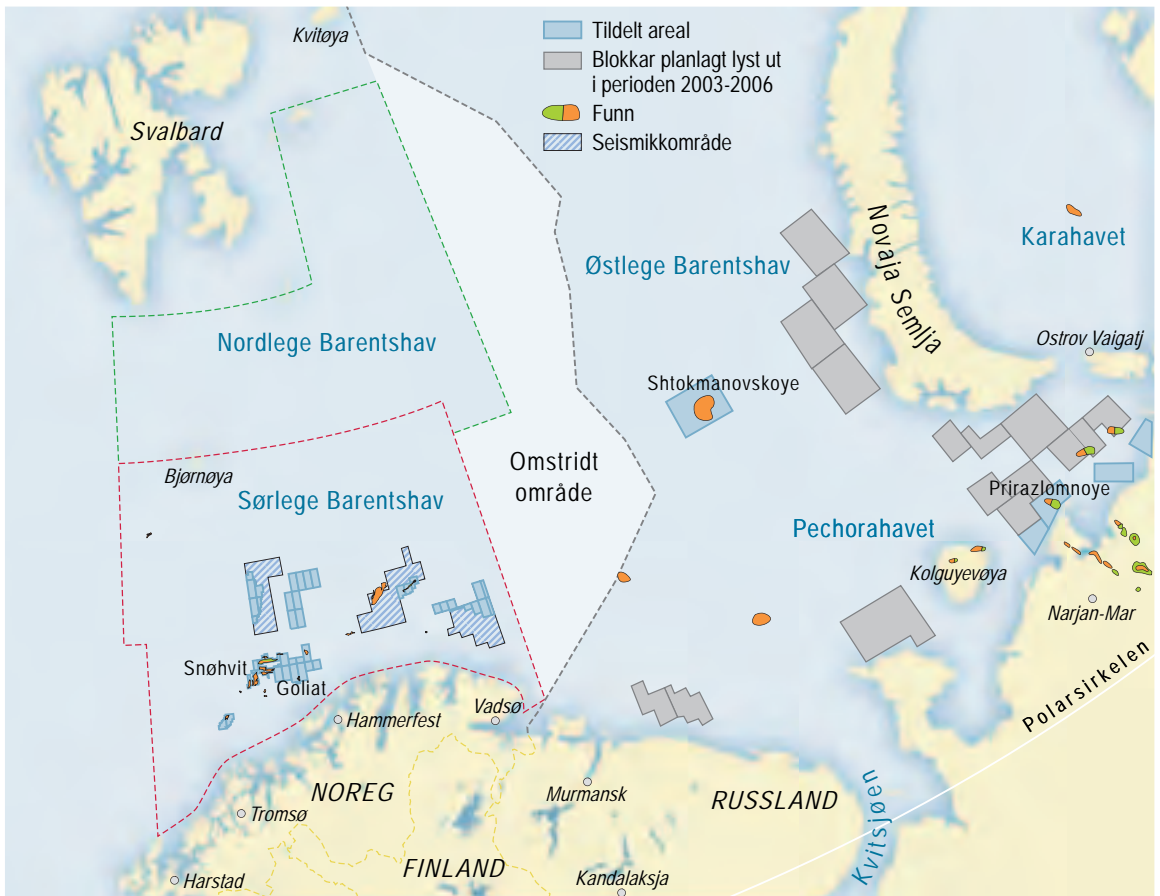 Kvitøya
Tildelt areal
Blokkar planlagt lyst ut
i perioden 2003-2006
Funn
Seismikkområde
Svalbard
Novaja Semlja
Karahavet
Østlege Barentshav
Nordlege Barentshav
Ostrov Vaigatj
Shtokmanovskoye
Omstridt
område
Bjørnøya
Sørlege Barentshav
Prirazlomnoye
Pechorahavet
Kolguyevøya
Narjan-Mar
Snøhvit
Goliat
Polarsirkelen
Hammerfest
Vadsø
NOREG
Murmansk
RUSSLAND
Kvitsjøen
Tromsø
FINLAND
Harstad
Kandalaksja